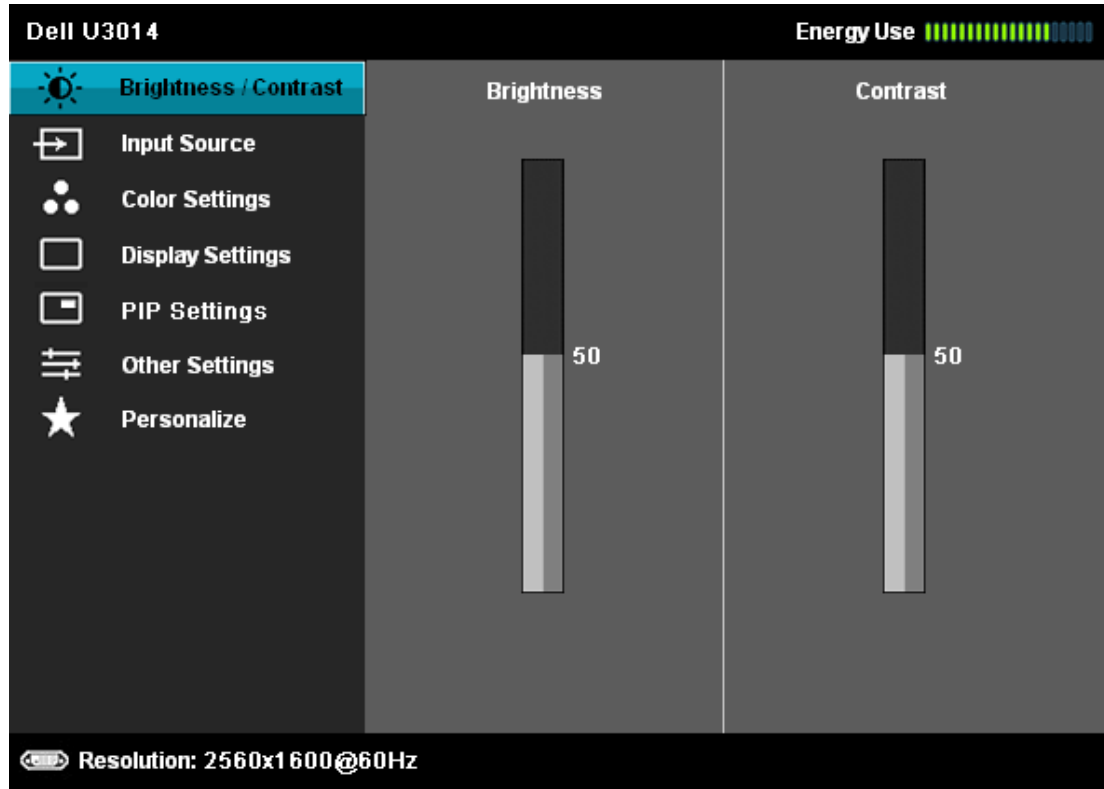 Dell U3014
Energy Use
Brightness / Contrast
Input Source
Color Settings
Display Settings
PIP Settings
Other Settings
Personalize
Brightness
50
Contrast
50
Resolution: 2560x1600@60Hz